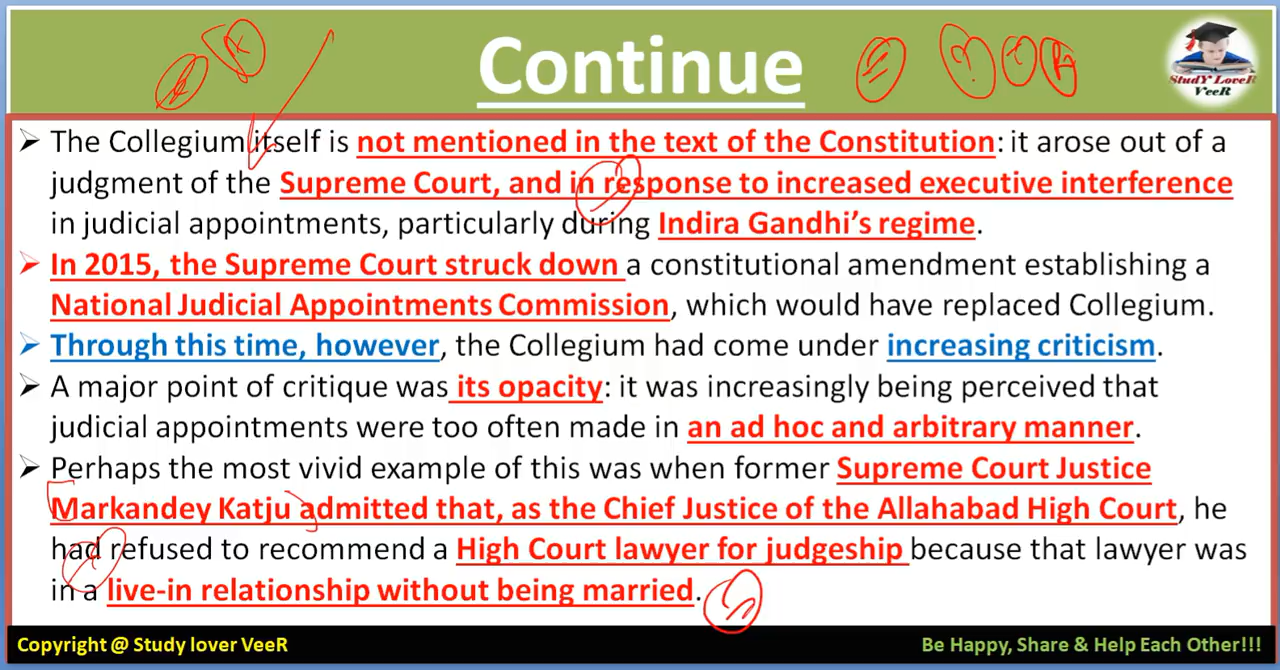 Continue
StudY LoveR
VeeR
➢ The Collegium itself is not mentioned in the text of the Constitution: it arose out of a
judgment of the Supreme Court, and in response to increased executive interference
in judicial appointments, particularly during Indira Gandhi's regime.
➢ In 2015, the Supreme Court struck down a constitutional amendment establishing a
National Judicial Appointments Commission, which would have replaced Collegium.
➢ Through this time, however, the Collegium had come under increasing criticism.
➢ A major point of critique was its opacity: it was increasingly being perceived that
judicial appointments were too often made in an ad hoc and arbitrary manner.
➢ Perhaps the most vivid example of this was when former Supreme Court Justice
Markandey Katju admitted that, as the Chief Justice of the Allahabad High Court, he
had refused to recommend a High Court lawyer for judgeship because that lawyer was
in a live-in relationship without being married.
Copyright @ Study lover VeeR
Be Happy, Share & Help Each Other!!!